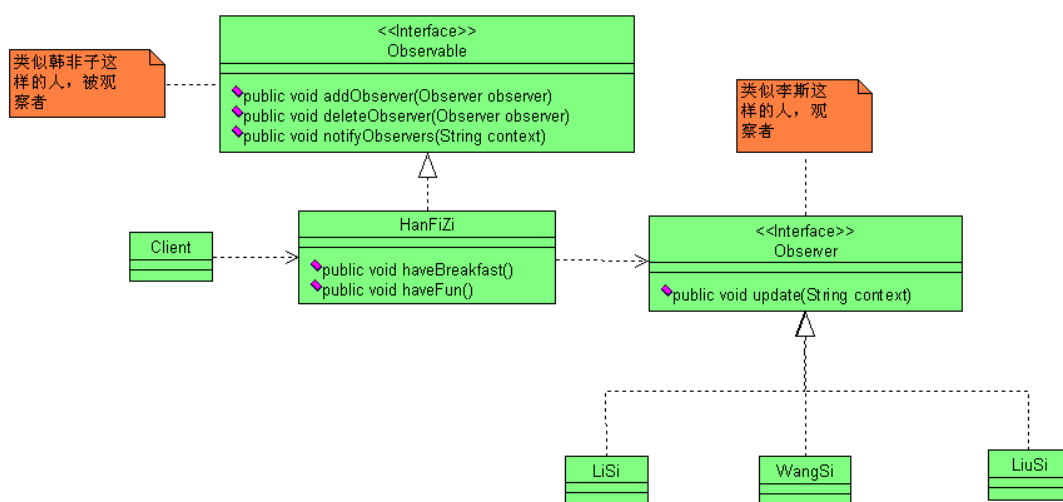 <<Interface>>
Observable
public void addObserver(Observer observer)
public void deleteObserver(Observer observer)
public void notifyObservers(String context)
类似韩非子这
样的人，被观
察者
类似李斯这
样的人，观
察者
Client
HanFiZi
public void haveBreakfast()
public void haveFun()
<<Interface>>
Observer
public void update(String context)
LiSi
WangSi
LiuSi